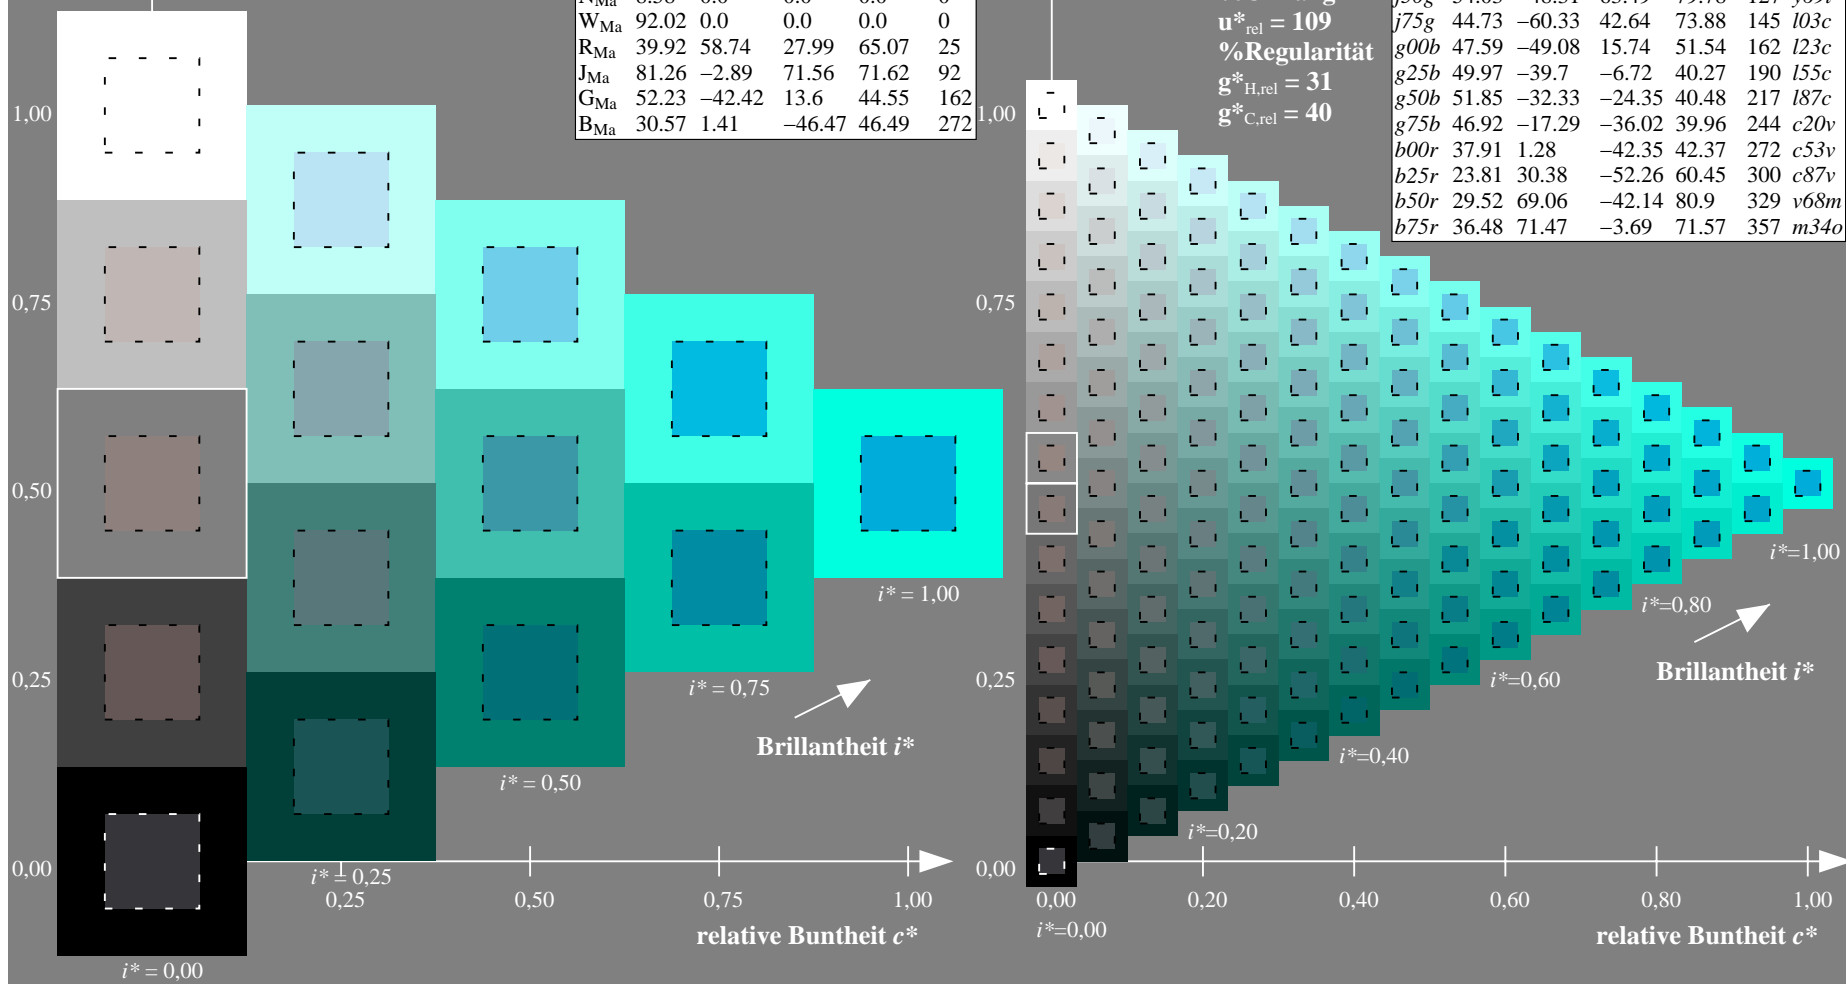 W_Ma 92.02 0.0 0.0 0.0 0
R_Ma 39.92 58.74 27.99 65.07 25
J_Ma 81.26 −2.89 71.56 71.62 92
G_Ma 52.23 −42.42 13.6 44.55 162
B_Ma 30.57 1.41 −46.47 46.49 272
u*rel = 109
%Regularität
g*H,rel = 31
g*C,rel = 40
j75g 44.73 −60.33 42.64 73.88 145 l03c
g00b 47.59 −49.08 15.74 51.54 162 l23c
g25b 49.97 −39.7 −6.72 40.27 190 l55c
g50b 51.85 −32.33 −24.35 40.48 217 l87c
g75b 46.92 −17.29 −36.02 39.96 244 c20v
b00r 37.91 1.28 −42.35 42.37 272 c53v
b25r 23.81 30.38 −52.26 60.45 300 c87v
b50r 29.52 69.06 −42.14 80.9 329 v68m
b75r 36.48 71.47 −3.69 71.57 357 m34o
1,00
0,75
0,50
0,25
0,00
i* = 1,00
i* = 0,75
Brillantheit i*
i* = 0,50
i* = 0,25
0,25 0,50 0,75 1,00
relative Buntheit c*
i* = 0,00
1,00
0,75
0,25
0,00
i*=1,00
i*=0,80
Brillantheit i*
i*=0,60
i*=0,40
i*=0,20
0,00 0,20 0,40 0,60 0,80 1,00
i*=0,00
relative Buntheit c*